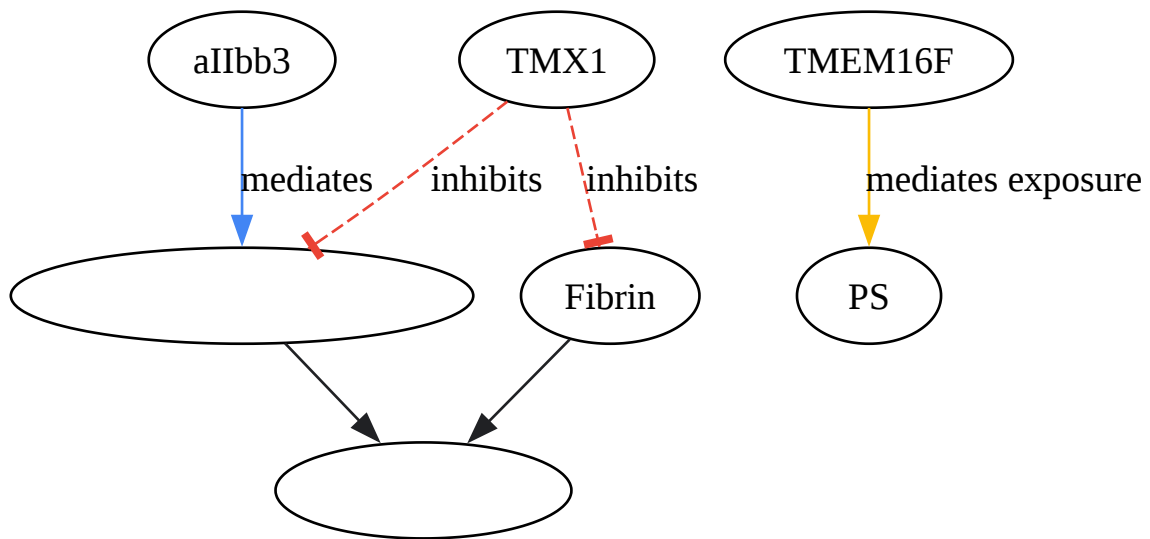 aIIbb3
TMX1
TMEM16F
mediates
inhibits
inhibits
mediates exposure
Fibrin
PS